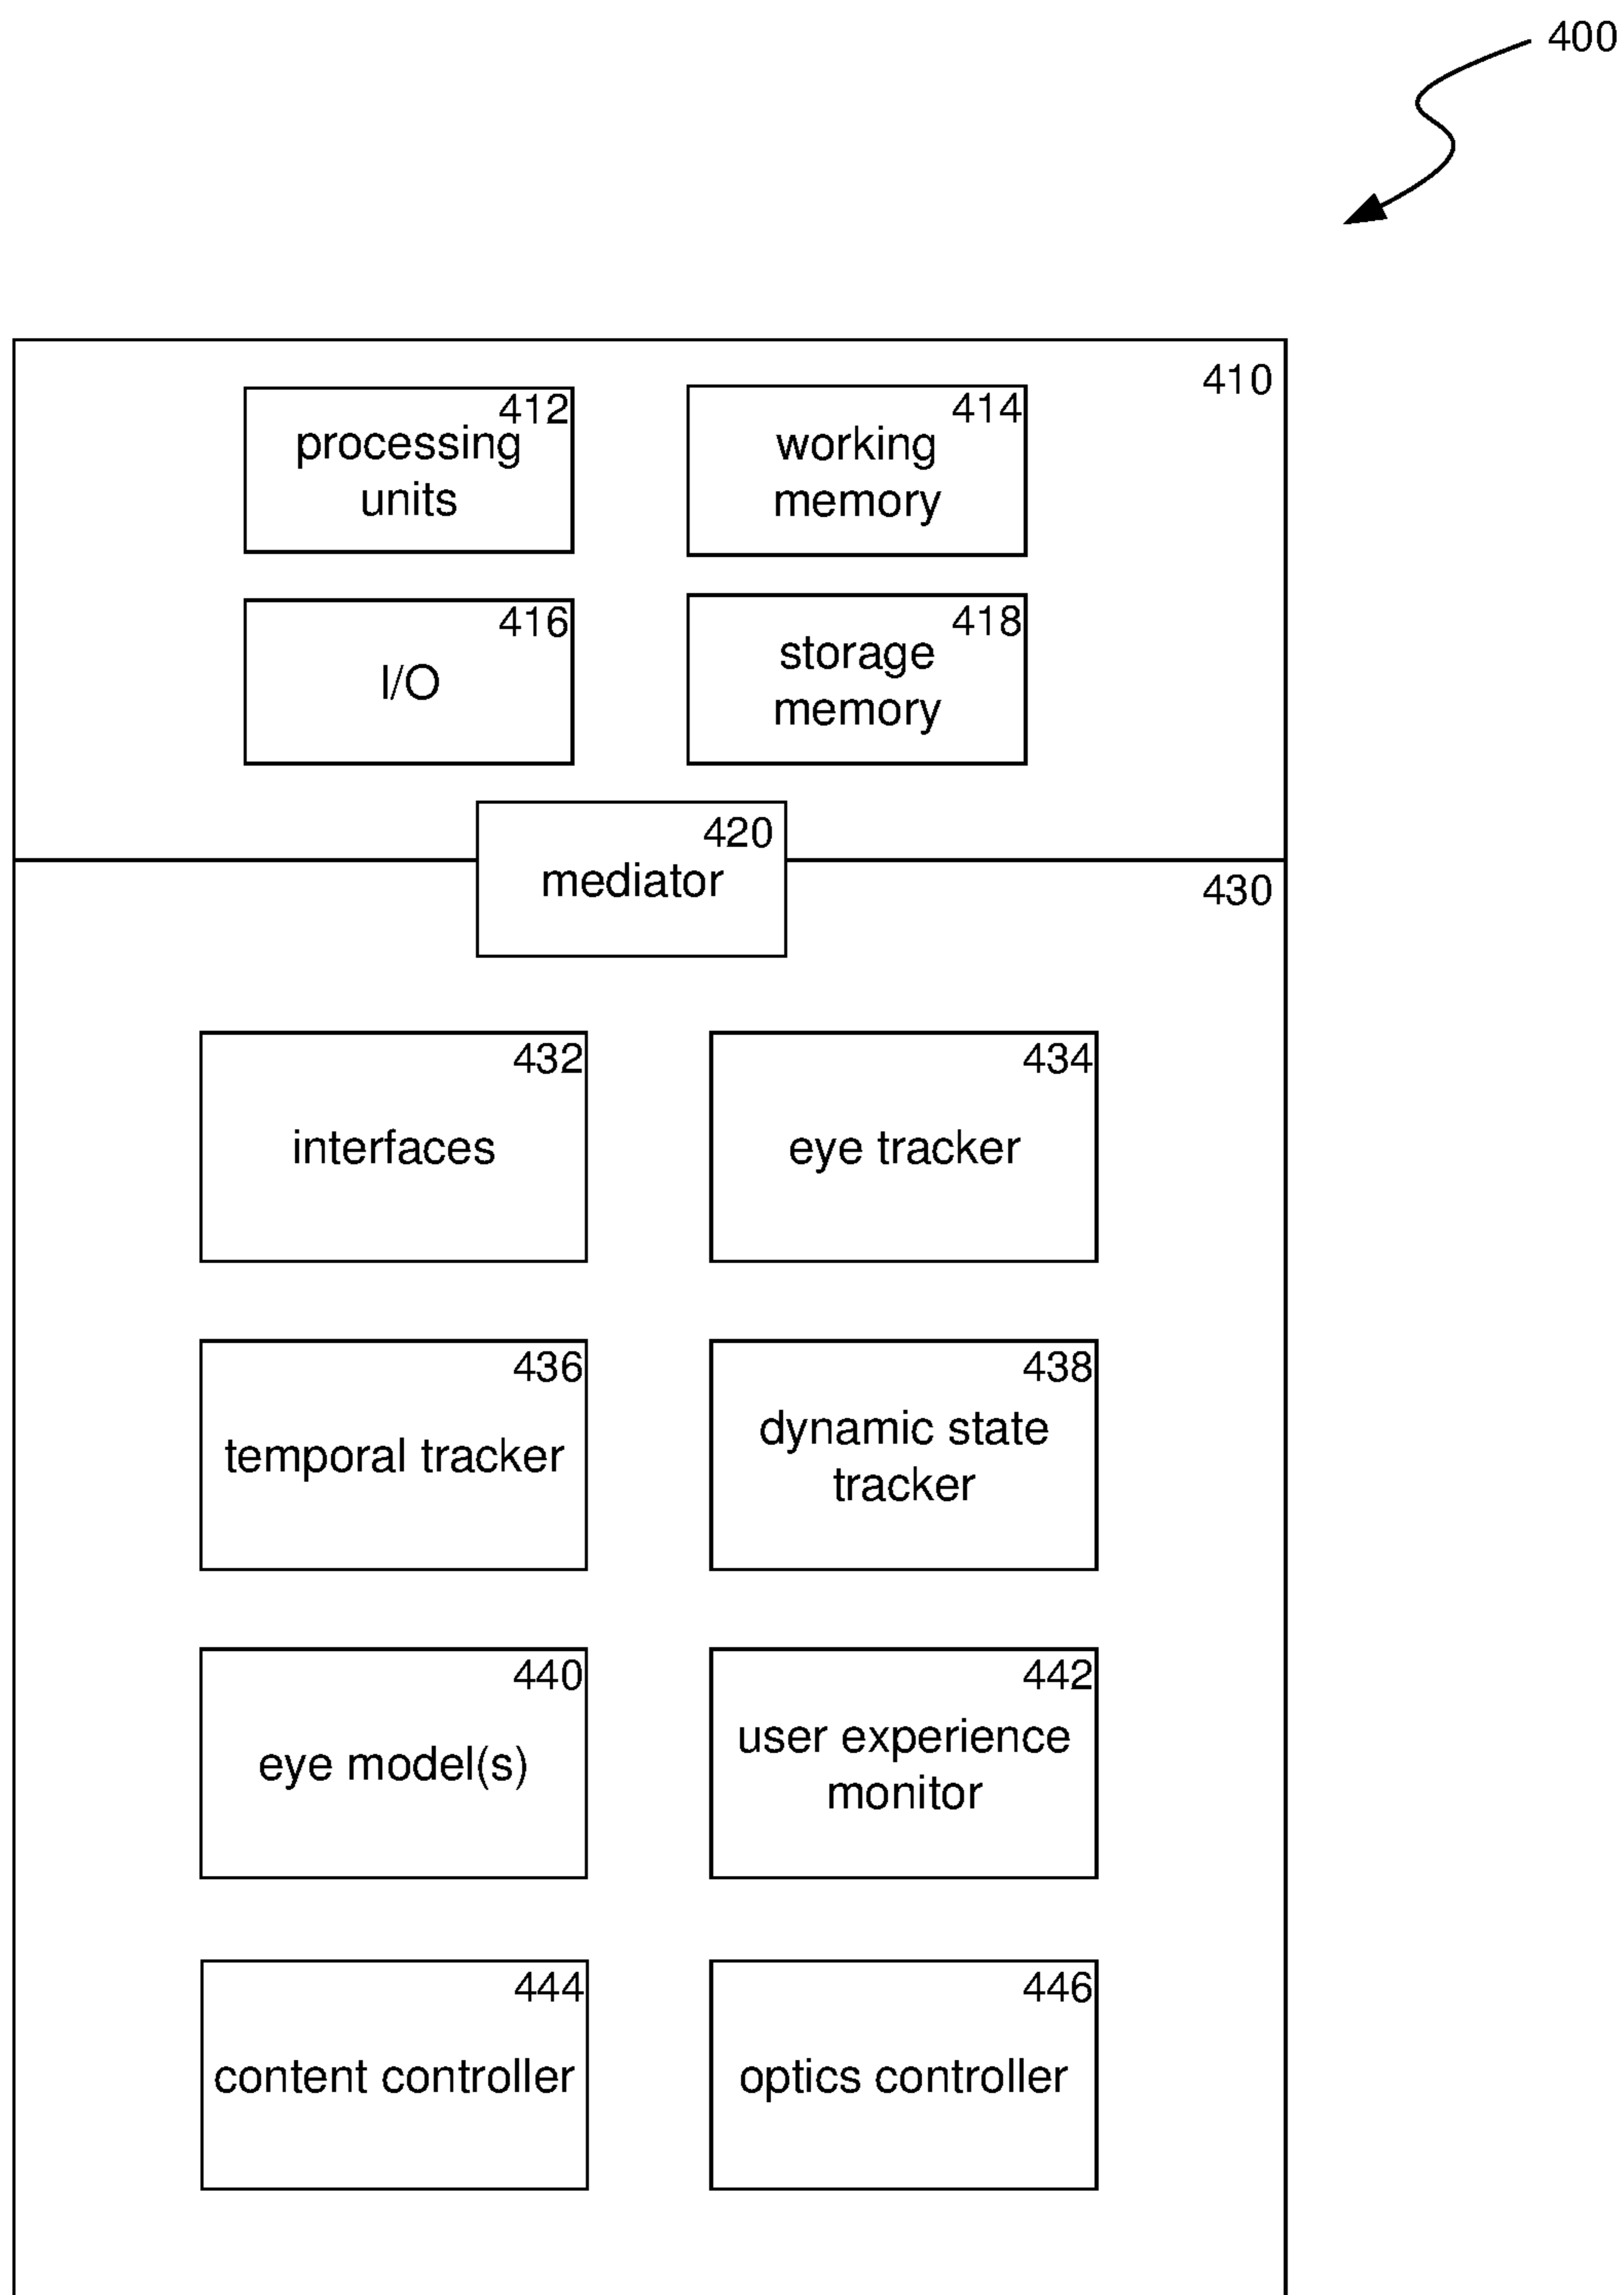 400
410
412
processing
units
414
working
memory
416
I/O
418
storage
memory
420
mediator
430
432
interfaces
434
eye tracker
436
temporal tracker
438
dynamic state
tracker
440
eye model(s)
442
user experience
monitor
444
content controller
446
optics controller